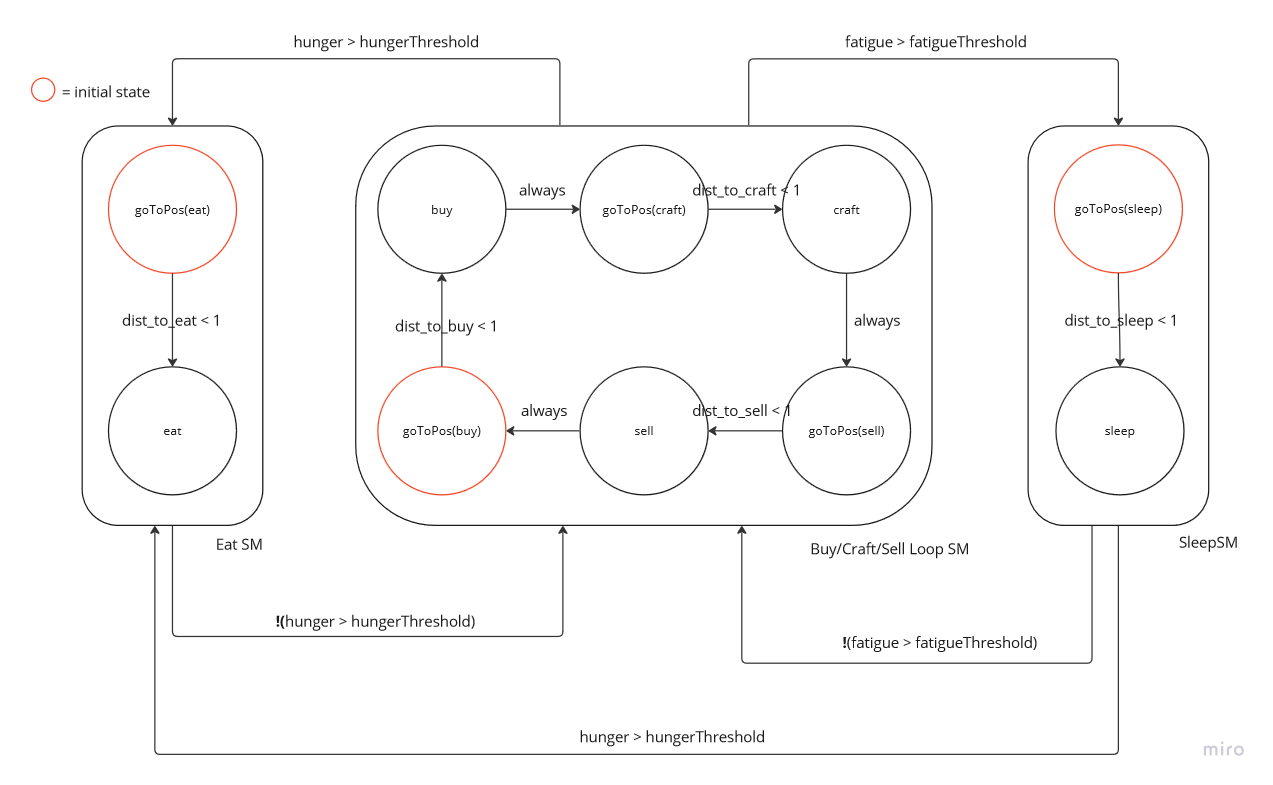 hunger > hungerThreshold
fatigue > fatigueThreshold
= initial state
always
dist_to_craft < 1
goToPos(eat)
buy
goToPos(craft)
craft
goToPos(sleep)
dist_to_eat < 1
dist_to_buy < 1
always
dist_to_sleep < 1
always
dist_to_sell < 1
eat
goToPos(buy)
sell
goToPos(sell)
sleep
Eat SM
Buy/Craft/Sell Loop SM
SleepSM
!(hunger > hungerThreshold)
!(fatigue > fatigueThreshold)
hunger > hungerThreshold
miro